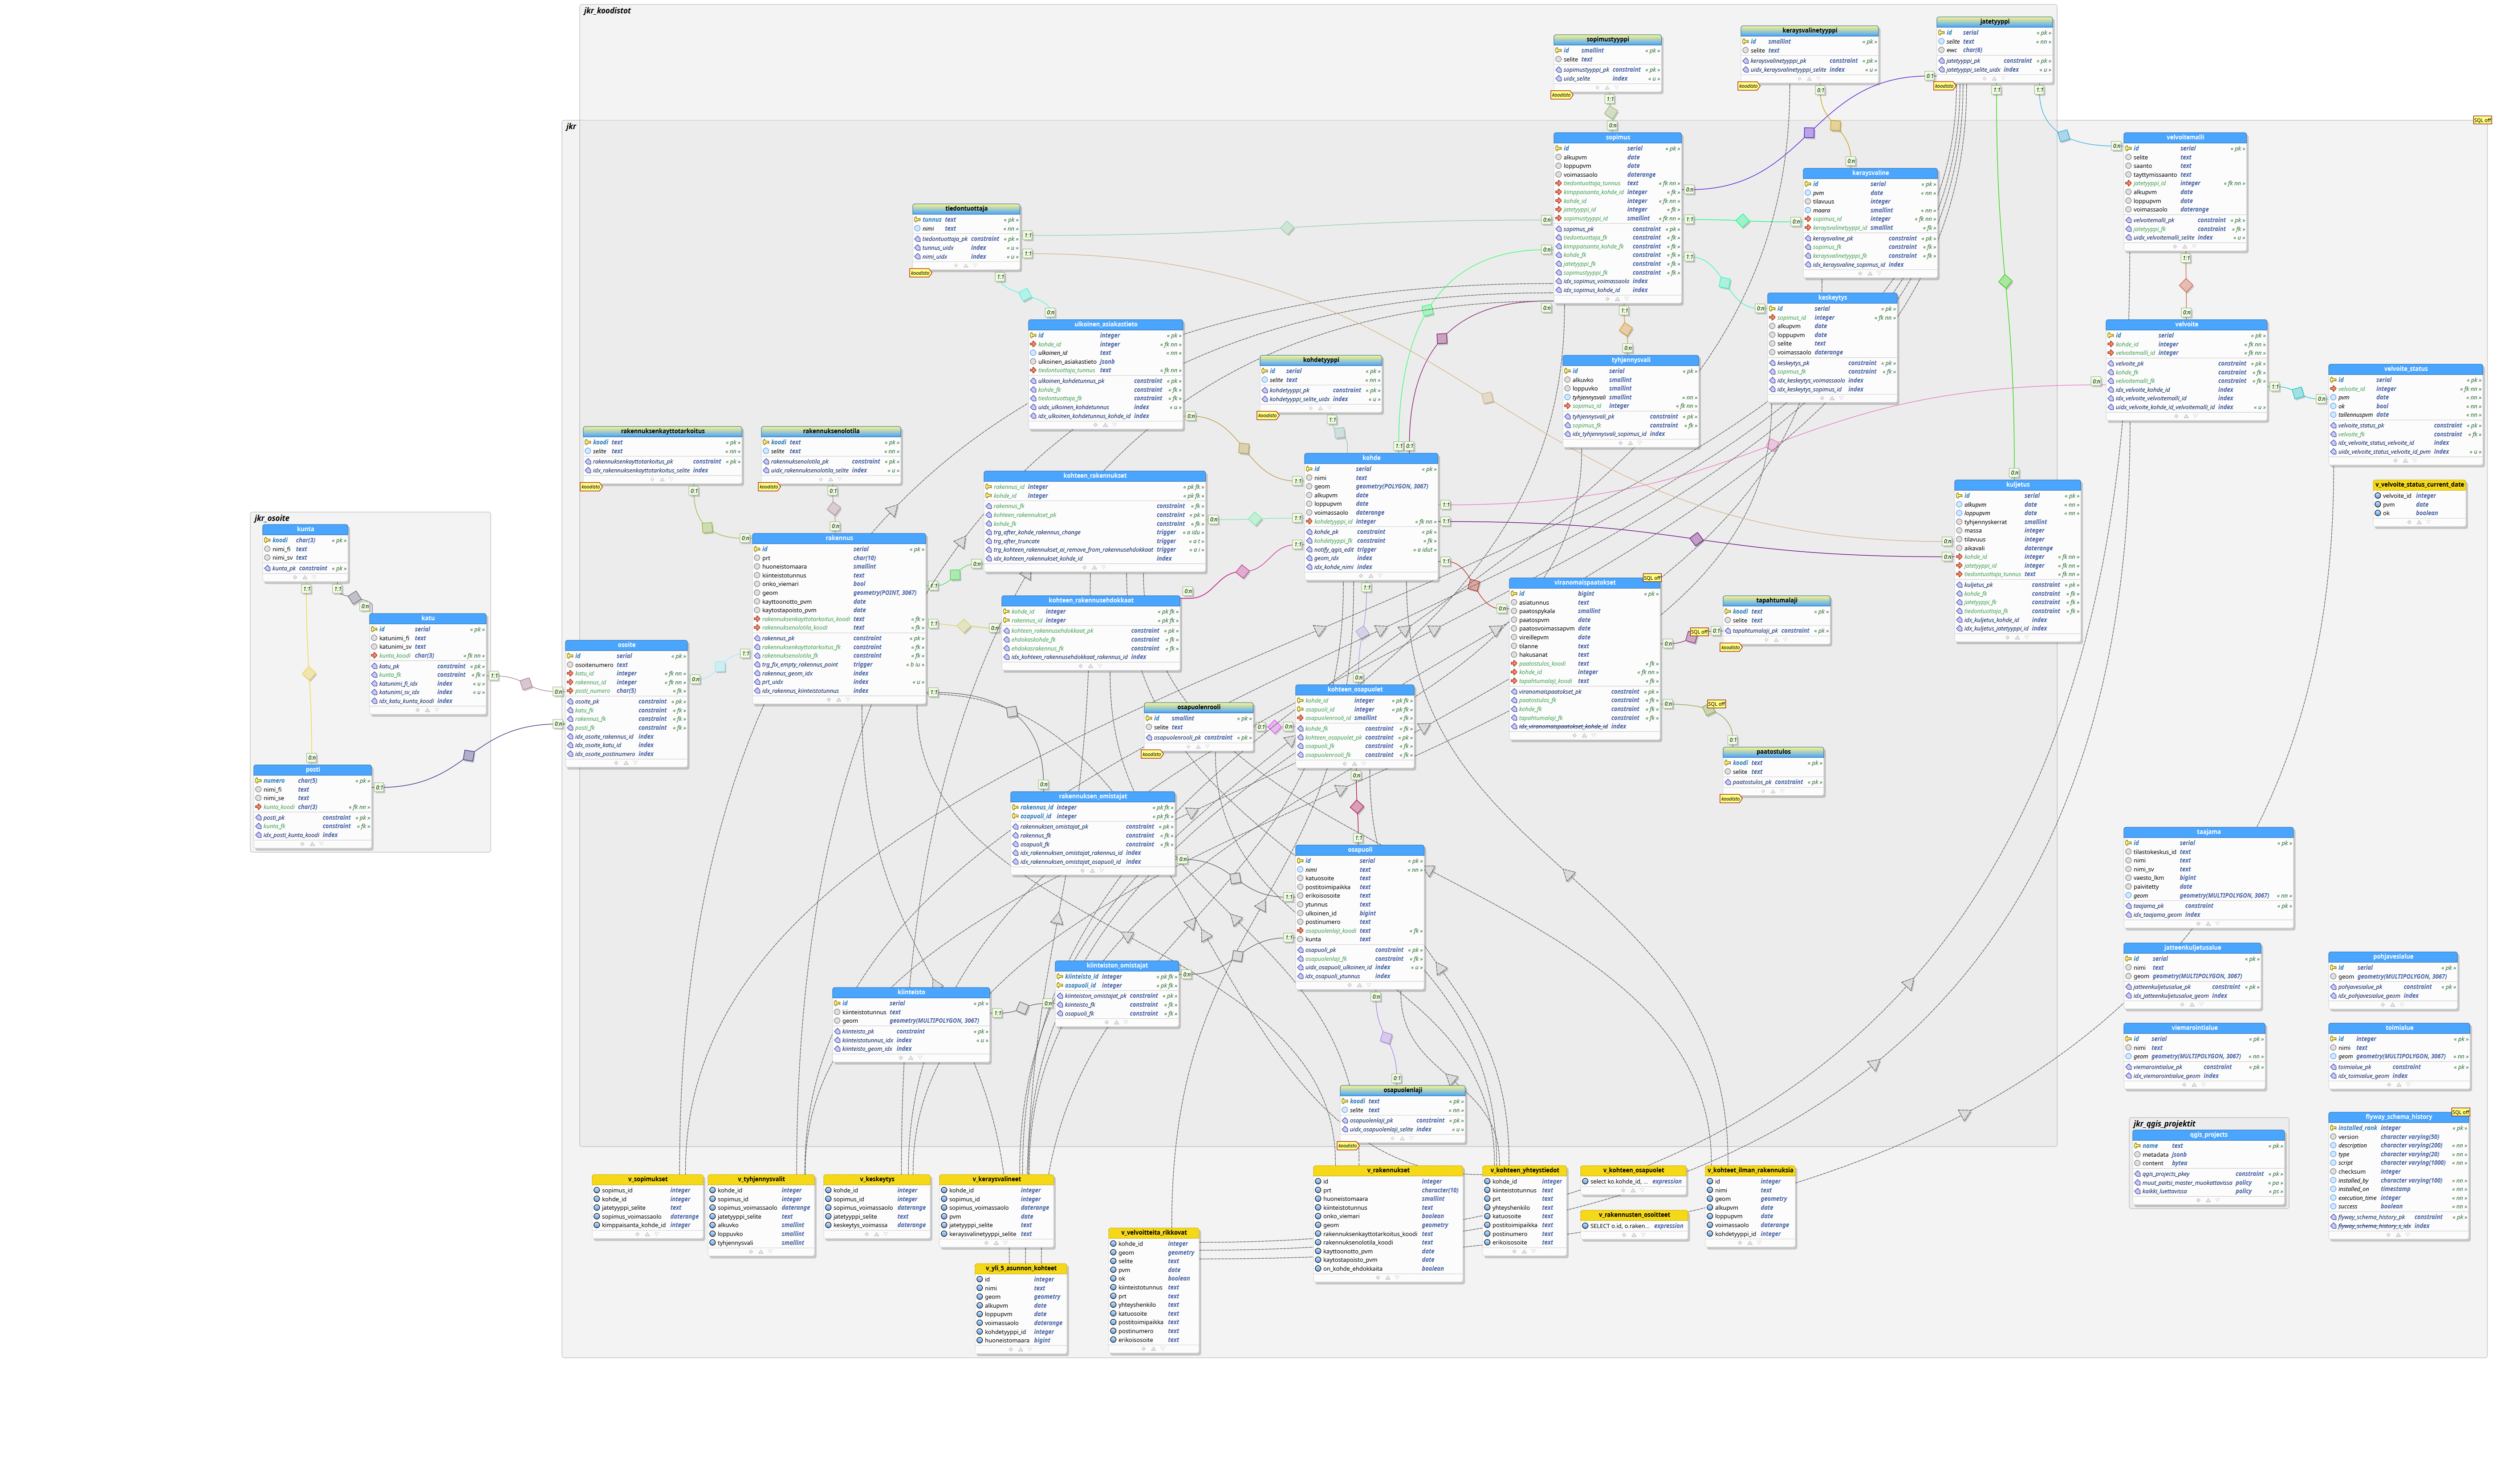 jkr_koodistot
sopimustyyppi
id smallint « pk »
selite text
sopimustyyppi_pk constraint « pk »
uidx_selite index « u »
koodisto
keraysvalinetyyppi
id smallint « pk »
selite text
keraysvalinetyyppi_pk constraint « pk »
uidx_keraysvalinetyyppi_selite index « u »
koodisto
jatetyyppi
id serial « pk »
selite text « nn »
ewc char(6)
jatetyyppi_pk constraint « pk »
jatetyyppi_selite_uidx index « u »
koodisto
jkr
SQL off
sopimus
id serial « pk »
alkupvm date
loppupvm date
voimassaolo daterange
tiedontuottaja_tunnus text « fk nn »
kimppaisanta_kohde_id integer « fk »
kohde_id integer « fk nn »
jatetyyppi_id integer « fk »
sopimustyyppi_id smallint « fk nn »
sopimus_pk constraint « pk »
tiedontuottaja_fk constraint « fk »
kimppaisanta_kohde_fk constraint « fk »
kohde_fk constraint « fk »
jatetyyppi_fk constraint « fk »
sopimustyyppi_fk constraint « fk »
idx_sopimus_voimassaolo index
idx_sopimus_kohde_id index
keraysvaline
id serial « pk »
pvm date « nn »
tilavuus integer
maara smallint « nn »
sopimus_id integer « fk nn »
keraysvalinetyyppi_id smallint « fk »
keraysvaline_pk constraint « pk »
sopimus_fk constraint « fk »
keraysvalinetyyppi_fk constraint « fk »
idx_keraysvaline_sopimus_id index
velvoitemalli
id serial « pk »
selite text
saanto text
tayttymissaanto text
jatetyyppi_id integer « fk nn »
alkupvm date
loppupvm date
voimassaolo daterange
velvoitemalli_pk constraint « pk »
jatetyyppi_fk constraint « fk »
uidx_velvoitemalli_selite index « u »
tiedontuottaja
tunnus text « pk »
nimi text « nn »
tiedontuottaja_pk constraint « pk »
tunnus_uidx index « u »
nimi_uidx index « u »
koodisto
keskeytys
id serial « pk »
sopimus_id integer « fk nn »
alkupvm date
loppupvm date
selite text
voimassaolo daterange
keskeytys_pk constraint « pk »
sopimus_fk constraint « fk »
idx_keskeytys_voimassaolo index
idx_keskeytys_sopimus_id index
ulkoinen_asiakastieto
id integer « pk »
kohde_id integer « fk nn »
ulkoinen_id text « nn »
ulkoinen_asiakastieto jsonb
tiedontuottaja_tunnus text « fk nn »
ulkoinen_kohdetunnus_pk constraint « pk »
kohde_fk constraint « fk »
tiedontuottaja_fk constraint « fk »
uidx_ulkoinen_kohdetunnus index « u »
idx_ulkoinen_kohdetunnus_kohde_id index
velvoite
id serial « pk »
kohde_id integer « fk nn »
velvoitemalli_id integer « fk nn »
velvoite_pk constraint « pk »
kohde_fk constraint « fk »
velvoitemalli_fk constraint « fk »
idx_velvoite_kohde_id index
idx_velvoite_velvoitemalli_id index
uidx_velvoite_kohde_id_velvoitemalli_id index « u »
kohdetyyppi
id serial « pk »
selite text « nn »
kohdetyyppi_pk constraint « pk »
kohdetyyppi_selite_uidx index « u »
koodisto
tyhjennysvali
id serial « pk »
alkuvko smallint
loppuvko smallint
tyhjennysvali smallint « nn »
sopimus_id integer « fk nn »
tyhjennysvali_pk constraint « pk »
sopimus_fk constraint « fk »
idx_tyhjennysvali_sopimus_id index
velvoite_status
id serial « pk »
velvoite_id integer « fk nn »
pvm date « nn »
ok bool « nn »
tallennuspvm date « nn »
velvoite_status_pk constraint « pk »
velvoite_fk constraint « fk »
idx_velvoite_status_velvoite_id index
uidx_velvoite_status_velvoite_id_pvm index « u »
rakennuksenkayttotarkoitus
koodi text « pk »
selite text « nn »
rakennuksenkayttotarkoitus_pk constraint « pk »
idx_rakennuksenkayttotarkoitus_selite index
koodisto
rakennuksenolotila
koodi text « pk »
selite text « nn »
rakennuksenolotila_pk constraint « pk »
uidx_rakennuksenolotila_selite index « u »
koodisto
kohteen_rakennukset
rakennus_id integer « pk fk »
kohde_id integer « pk fk »
rakennus_fk constraint « fk »
kohteen_rakennukset_pk constraint « pk »
kohde_fk constraint « fk »
trg_after_kohde_rakennus_change trigger « a idu »
trg_after_truncate trigger « a t »
trg_kohteen_rakennukset_ai_remove_from_rakennusehdokkaat trigger « a i »
idx_kohteen_rakennukset_kohde_id index
kohde
id serial « pk »
nimi text
geom geometry(POLYGON, 3067)
alkupvm date
loppupvm date
voimassaolo daterange
kohdetyyppi_id integer « fk nn »
kohde_pk constraint « pk »
kohdetyyppi_fk constraint « fk »
notify_qgis_edit trigger « a idut »
geom_idx index
idx_kohde_nimi index
kuljetus
id serial « pk »
alkupvm date « nn »
loppupvm date « nn »
tyhjennyskerrat smallint
massa integer
tilavuus integer
aikavali daterange
kohde_id integer « fk nn »
jatetyyppi_id integer « fk nn »
tiedontuottaja_tunnus text « fk nn »
kuljetus_pk constraint « pk »
kohde_fk constraint « fk »
jatetyyppi_fk constraint « fk »
tiedontuottaja_fk constraint « fk »
idx_kuljetus_kohde_id index
idx_kuljetus_jatetyyppi_id index
v_velvoite_status_current_date
velvoite_id integer
pvm date
ok boolean
jkr_osoite
kunta
koodi char(3) « pk »
nimi_fi text
nimi_sv text
kunta_pk constraint « pk »
katu
id serial « pk »
katunimi_fi text
katunimi_sv text
kunta_koodi char(3) « fk nn »
katu_pk constraint « pk »
kunta_fk constraint « fk »
katunimi_fi_idx index « u »
katunimi_sv_idx index « u »
idx_katu_kunta_koodi index
posti
numero char(5) « pk »
nimi_fi text
nimi_se text
kunta_koodi char(3) « fk nn »
posti_pk constraint « pk »
kunta_fk constraint « fk »
idx_posti_kunta_koodi index
osoite
id serial « pk »
osoitenumero text
katu_id integer « fk nn »
rakennus_id integer « fk nn »
posti_numero char(5) « fk »
osoite_pk constraint « pk »
katu_fk constraint « fk »
rakennus_fk constraint « fk »
posti_fk constraint « fk »
idx_osoite_rakennus_id index
idx_osoite_katu_id index
idx_osoite_postinumero index
rakennus
id serial « pk »
prt char(10)
huoneistomaara smallint
kiinteistotunnus text
onko_viemari bool
geom geometry(POINT, 3067)
kayttoonotto_pvm date
kaytostapoisto_pvm date
rakennuksenkayttotarkoitus_koodi text « fk »
rakennuksenolotila_koodi text « fk »
rakennus_pk constraint « pk »
rakennuksenkayttotarkoitus_fk constraint « fk »
rakennuksenolotila_fk constraint « fk »
trg_fix_empty_rakennus_point trigger « b iu »
rakennus_geom_idx index
prt_uidx index « u »
idx_rakennus_kiinteistotunnus index
kohteen_rakennusehdokkaat
kohde_id integer « pk fk »
rakennus_id integer « pk fk »
kohteen_rakennusehdokkaat_pk constraint « pk »
ehdokaskohde_fk constraint « fk »
ehdokasrakennus_fk constraint « fk »
idx_kohteen_rakennusehdokkaat_rakennus_id index
viranomaispaatokset
SQL off
id bigint « pk »
asiatunnus text
paatospykala smallint
paatospvm date
paatosvoimassapvm date
vireillepvm date
tilanne text
hakusanat text
paatostulos_koodi text « fk »
kohde_id integer « fk nn »
tapahtumalaji_koodi text « fk »
viranomaispaatokset_pk constraint « pk »
paatostulos_fk constraint « fk »
kohde_fk constraint « fk »
tapahtumalaji_fk constraint « fk »
idx_viranomaispaatokset_kohde_id index
tapahtumalaji
koodi text « pk »
selite text « nn »
tapahtumalaji_pk constraint « pk »
koodisto
SQL off
SQL off
paatostulos
koodi text « pk »
selite text « nn »
paatostulos_pk constraint « pk »
koodisto
osapuolenrooli
id smallint « pk »
selite text
osapuolenrooli_pk constraint « pk »
koodisto
kohteen_osapuolet
kohde_id integer « pk fk »
osapuoli_id integer « pk fk »
osapuolenrooli_id smallint « fk »
kohde_fk constraint « fk »
kohteen_osapuolet_pk constraint « pk »
osapuoli_fk constraint « fk »
osapuolenrooli_fk constraint « fk »
rakennuksen_omistajat
rakennus_id integer « pk fk »
osapuoli_id integer « pk fk »
rakennuksen_omistajat_pk constraint « pk »
rakennus_fk constraint « fk »
osapuoli_fk constraint « fk »
idx_rakennuksen_omistajat_rakennus_id index
idx_rakennuksen_omistajat_osapuoli_id index
osapuoli
id serial « pk »
nimi text « nn »
katuosoite text
postitoimipaikka text
erikoisosoite text
ytunnus text
ulkoinen_id bigint
postinumero text
osapuolenlaji_koodi text « fk »
kunta text
osapuoli_pk constraint « pk »
osapuolenlaji_fk constraint « fk »
uidx_osapuoli_ulkoinen_id index « u »
idx_osapuoli_ytunnus index
kiinteiston_omistajat
kiinteisto_id integer « pk fk »
osapuoli_id integer « pk fk »
kiinteiston_omistajat_pk constraint « pk »
kiinteisto_fk constraint « fk »
osapuoli_fk constraint « fk »
kiinteisto
id serial « pk »
kiinteistotunnus text
geom geometry(MULTIPOLYGON, 3067)
kiinteisto_pk constraint « pk »
kiinteistotunnus_idx index « u »
kiinteisto_geom_idx index
osapuolenlaji
koodi text « pk »
selite text « nn »
osapuolenlaji_pk constraint « pk »
uidx_osapuolenlaji_selite index « u »
koodisto
taajama
id serial « pk »
tilastokeskus_id text
nimi text
nimi_sv text
vaesto_lkm bigint
paivitetty date
geom geometry(MULTIPOLYGON, 3067) « nn »
taajama_pk constraint « pk »
idx_taajama_geom index
jatteenkuljetusalue
id serial « pk »
nimi text
geom geometry(MULTIPOLYGON, 3067)
jatteenkuljetusalue_pk constraint « pk »
idx_jatteenkuljetusalue_geom index
pohjavesialue
id serial « pk »
geom geometry(MULTIPOLYGON, 3067)
pohjavesialue_pk constraint « pk »
idx_pohjavesialue_geom index
viemarointialue
id serial « pk »
nimi text
geom geometry(MULTIPOLYGON, 3067) « nn »
viemarointialue_pk constraint « pk »
idx_viemarointialue_geom index
toimialue
id integer « pk »
nimi text
geom geometry(MULTIPOLYGON, 3067) « nn »
toimialue_pk constraint « pk »
idx_toimialue_geom index
jkr_qgis_projektit
qgis_projects
name text « pk »
metadata jsonb
content bytea
qgis_projects_pkey constraint « pk »
muut_paitsi_master_muokattavissa policy « pa »
kaikki_luettavissa policy « ps »
flyway_schema_history
SQL off
installed_rank integer « pk »
version character varying(50)
description character varying(200) « nn »
type character varying(20) « nn »
script character varying(1000) « nn »
checksum integer
installed_by character varying(100) « nn »
installed_on timestamp « nn »
execution_time integer « nn »
success boolean « nn »
flyway_schema_history_pk constraint « pk »
flyway_schema_history_s_idx index
v_sopimukset
sopimus_id integer
kohde_id integer
jatetyyppi_selite text
sopimus_voimassaolo daterange
kimppaisanta_kohde_id integer
v_tyhjennysvalit
kohde_id integer
sopimus_id integer
sopimus_voimassaolo daterange
jatetyyppi_selite text
alkuvko smallint
loppuvko smallint
tyhjennysvali smallint
v_keskeytys
kohde_id integer
sopimus_id integer
sopimus_voimassaolo daterange
jatetyyppi_selite text
keskeytys_voimassa daterange
v_keraysvalineet
kohde_id integer
sopimus_id integer
sopimus_voimassaolo daterange
pvm date
jatetyyppi_selite text
keraysvalinetyyppi_selite text
v_yli_3_asunnon_kohteet
id integer
nimi text
geom geometry
alkupvm date
loppupvm date
voimassaolo daterange
kohdetyyppi_id integer
huoneistomaara bigint
v_velvoitteita_rikkovat
kohde_id integer
geom geometry
selite text
pvm date
ok boolean
kiinteistotunnus text
prt text
yhteyshenkilo text
katuosoite text
postitoimipaikka text
postinumero text
erikoisosoite text
v_rakennukset
id integer
prt character(10)
huoneistomaara smallint
kiinteistotunnus text
onko_viemari boolean
geom geometry
rakennuksenkayttotarkoitus_koodi text
rakennuksenolotila_koodi text
kayttoonotto_pvm date
kaytostapoisto_pvm date
on_kohde_ehdokkaita boolean
v_kohteen_yhteystiedot
kohde_id integer
kiinteistotunnus text
prt text
yhteyshenkilo text
katuosoite text
postitoimipaikka text
postinumero text
erikoisosoite text
v_kohteen_osapuolet
select ko.kohde_id, ... expression
v_rakennusten_osoitteet
SELECT o.id, o.raken... expression
v_kohteet_ilman_rakennuksia
id integer
nimi text
geom geometry
alkupvm date
loppupvm date
voimassaolo daterange
kohdetyyppi_id integer